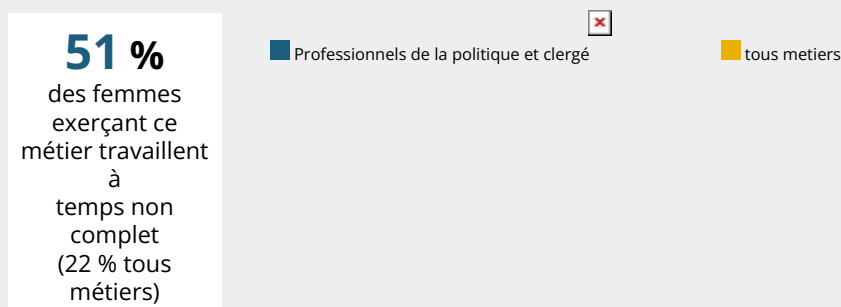 51 %
des femmes
exerçant ce
métier travaillent
à
temps non
complet
(22 % tous
métiers)
Professionnels de la politique et clergé
tous metiers